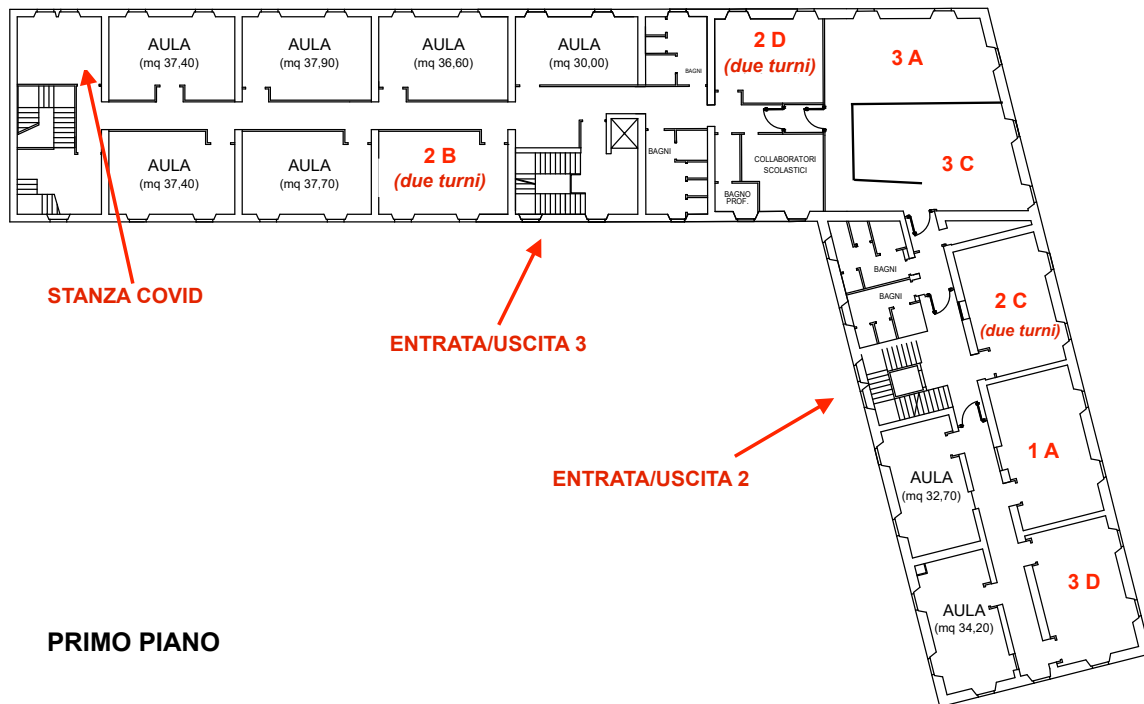 AULA
(mq 37,40)
AULA
(mq 37,90)
AULA
(mq 36,60)
AULA
(mq 30,00)
BAGNI
2 D
(due turni)
3 A
AULA
(mq 37,40)
AULA
(mq 37,70)
2 B
(due turni)
BAGNI
BAGNO
PROF.
COLLABORATORI
SCOLASTICI
3 C
STANZA COVID
ENTRATA/USCITA 3
BAGNI
BAGNI
2 C
(due turni)
ENTRATA/USCITA 2
1 A
AULA
(mq 32,70)
3 D
AULA
(mq 34,20)
PRIMO PIANO